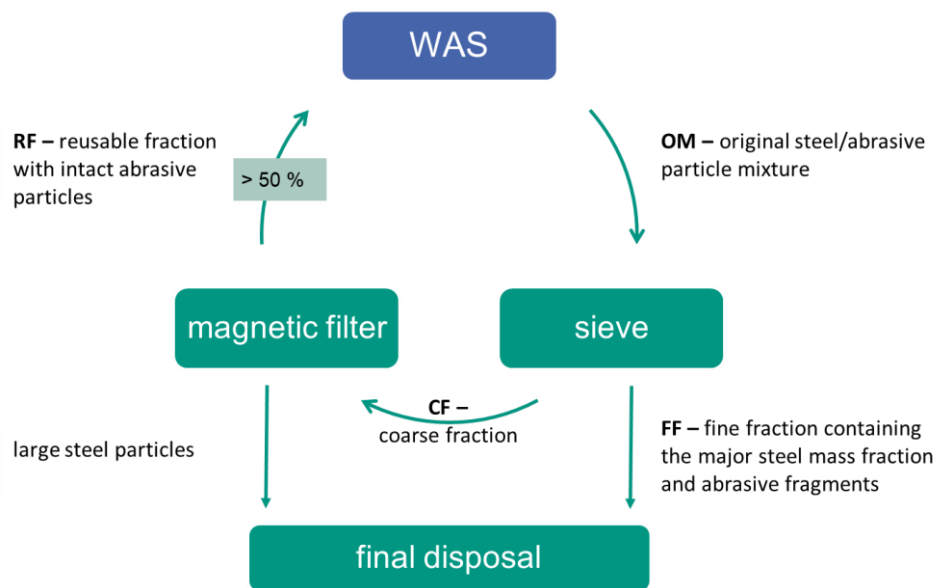 WAS
RF – reusable fraction
with intact abrasive
particles
> 50 %
OM – original steel/abrasive
particle mixture
magnetic filter
sieve
CF –
coarse fraction
large steel particles
FF – fine fraction containing
the major steel mass fraction
and abrasive fragments
final disposal